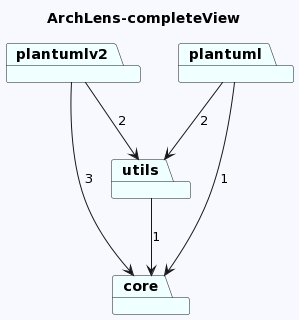 ArchLens-completeView
plantumlv2
plantuml
2
2
utils
3
1
1
core